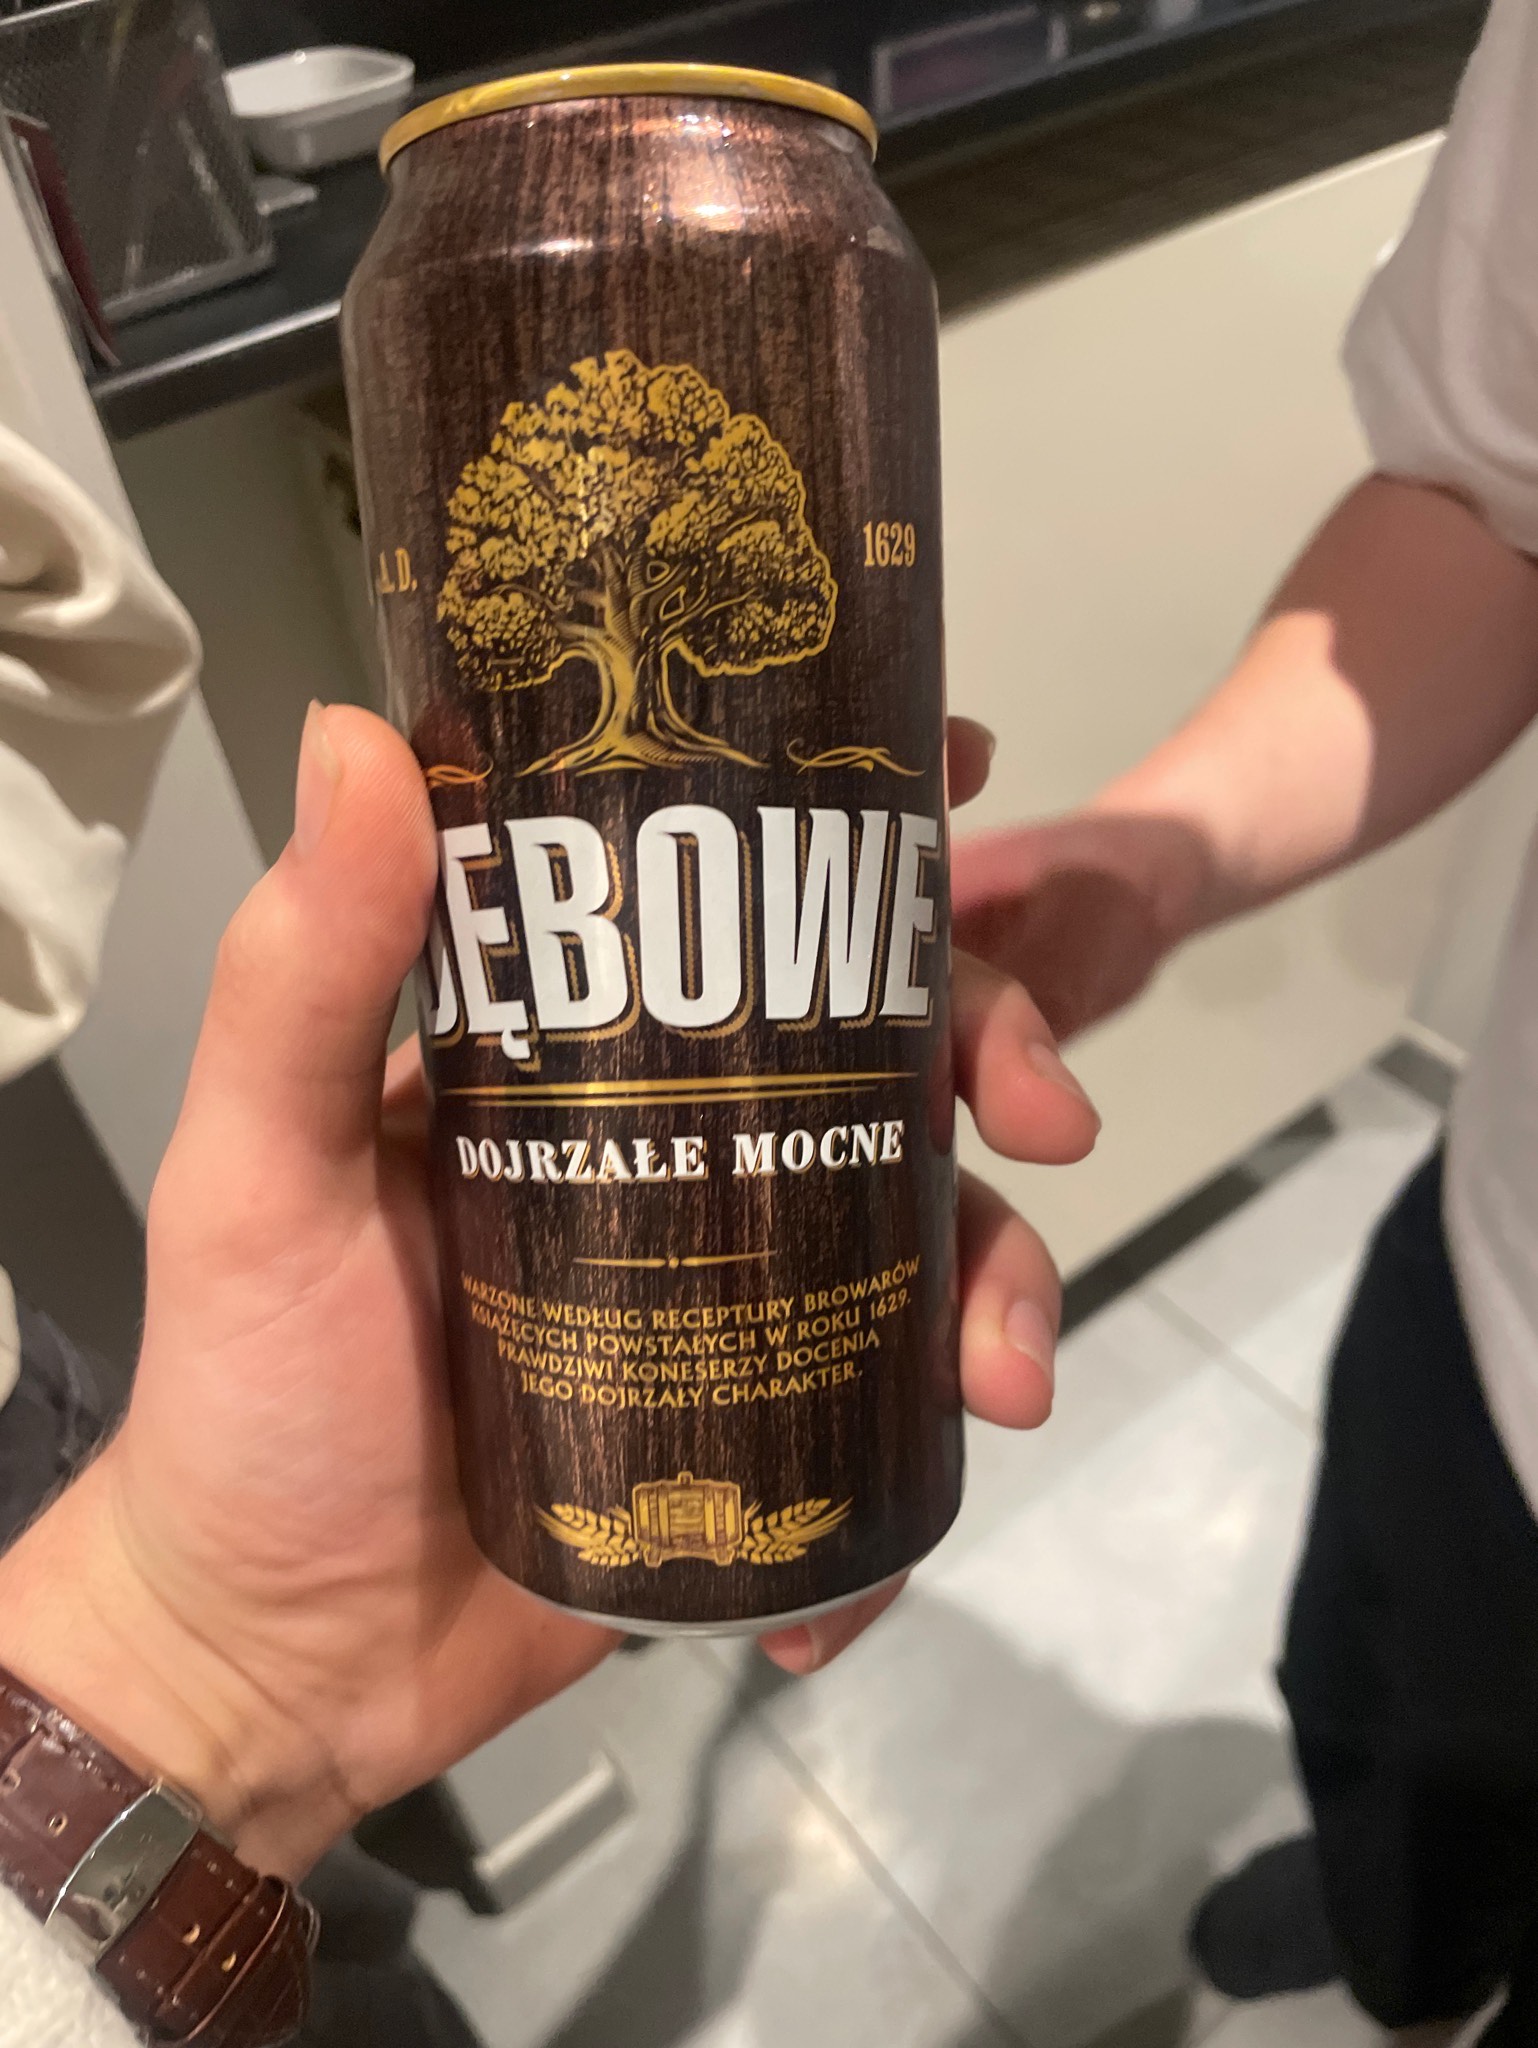 A.D. 1629
DĘBOWE
DOJRZAŁE MOCNE
WARZONE WEDŁUG RECEPTURY BROWARÓW
KSIĄŻĘCYCH POWSTAŁYCH W ROKU 1629.
PRAWDZIWI KONESERZY DOCENIĄ
JEGO DOJRZAŁY CHARAKTER.